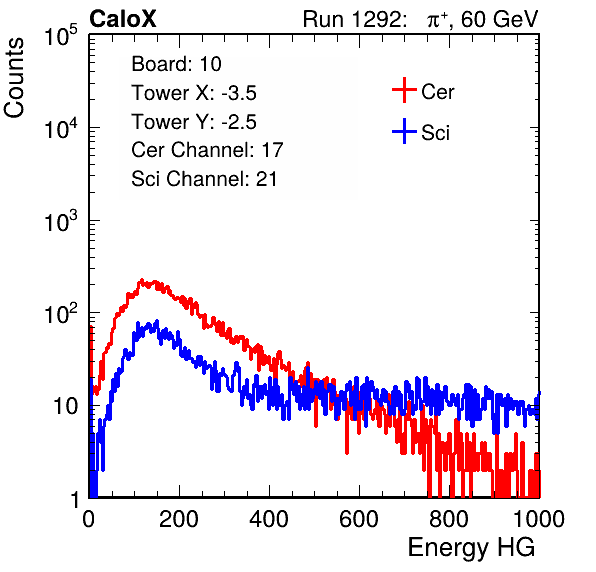 CaloX Run 1292: π⁺, 60 GeV
Counts
10⁵
10⁴
10³
10²
10
1
Board: 10
Tower X: -3.5
Tower Y: -2.5
Cer Channel: 17
Sci Channel: 21
Cer
Sci
0 200 400 600 800 1000
Energy HG